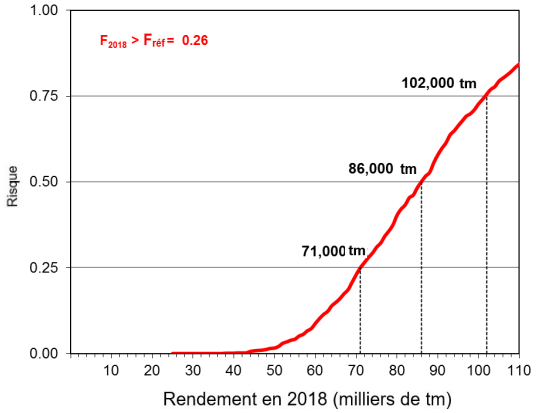 1.00
F2018 > Fréf = 0.26
102,000 tm
0.75
86,000 tm
0.50
Risque
71,000 tm
0.25
0.00
10 20 30 40 50 60 70 80 90 100 110
Rendement en 2018 (milliers de tm)